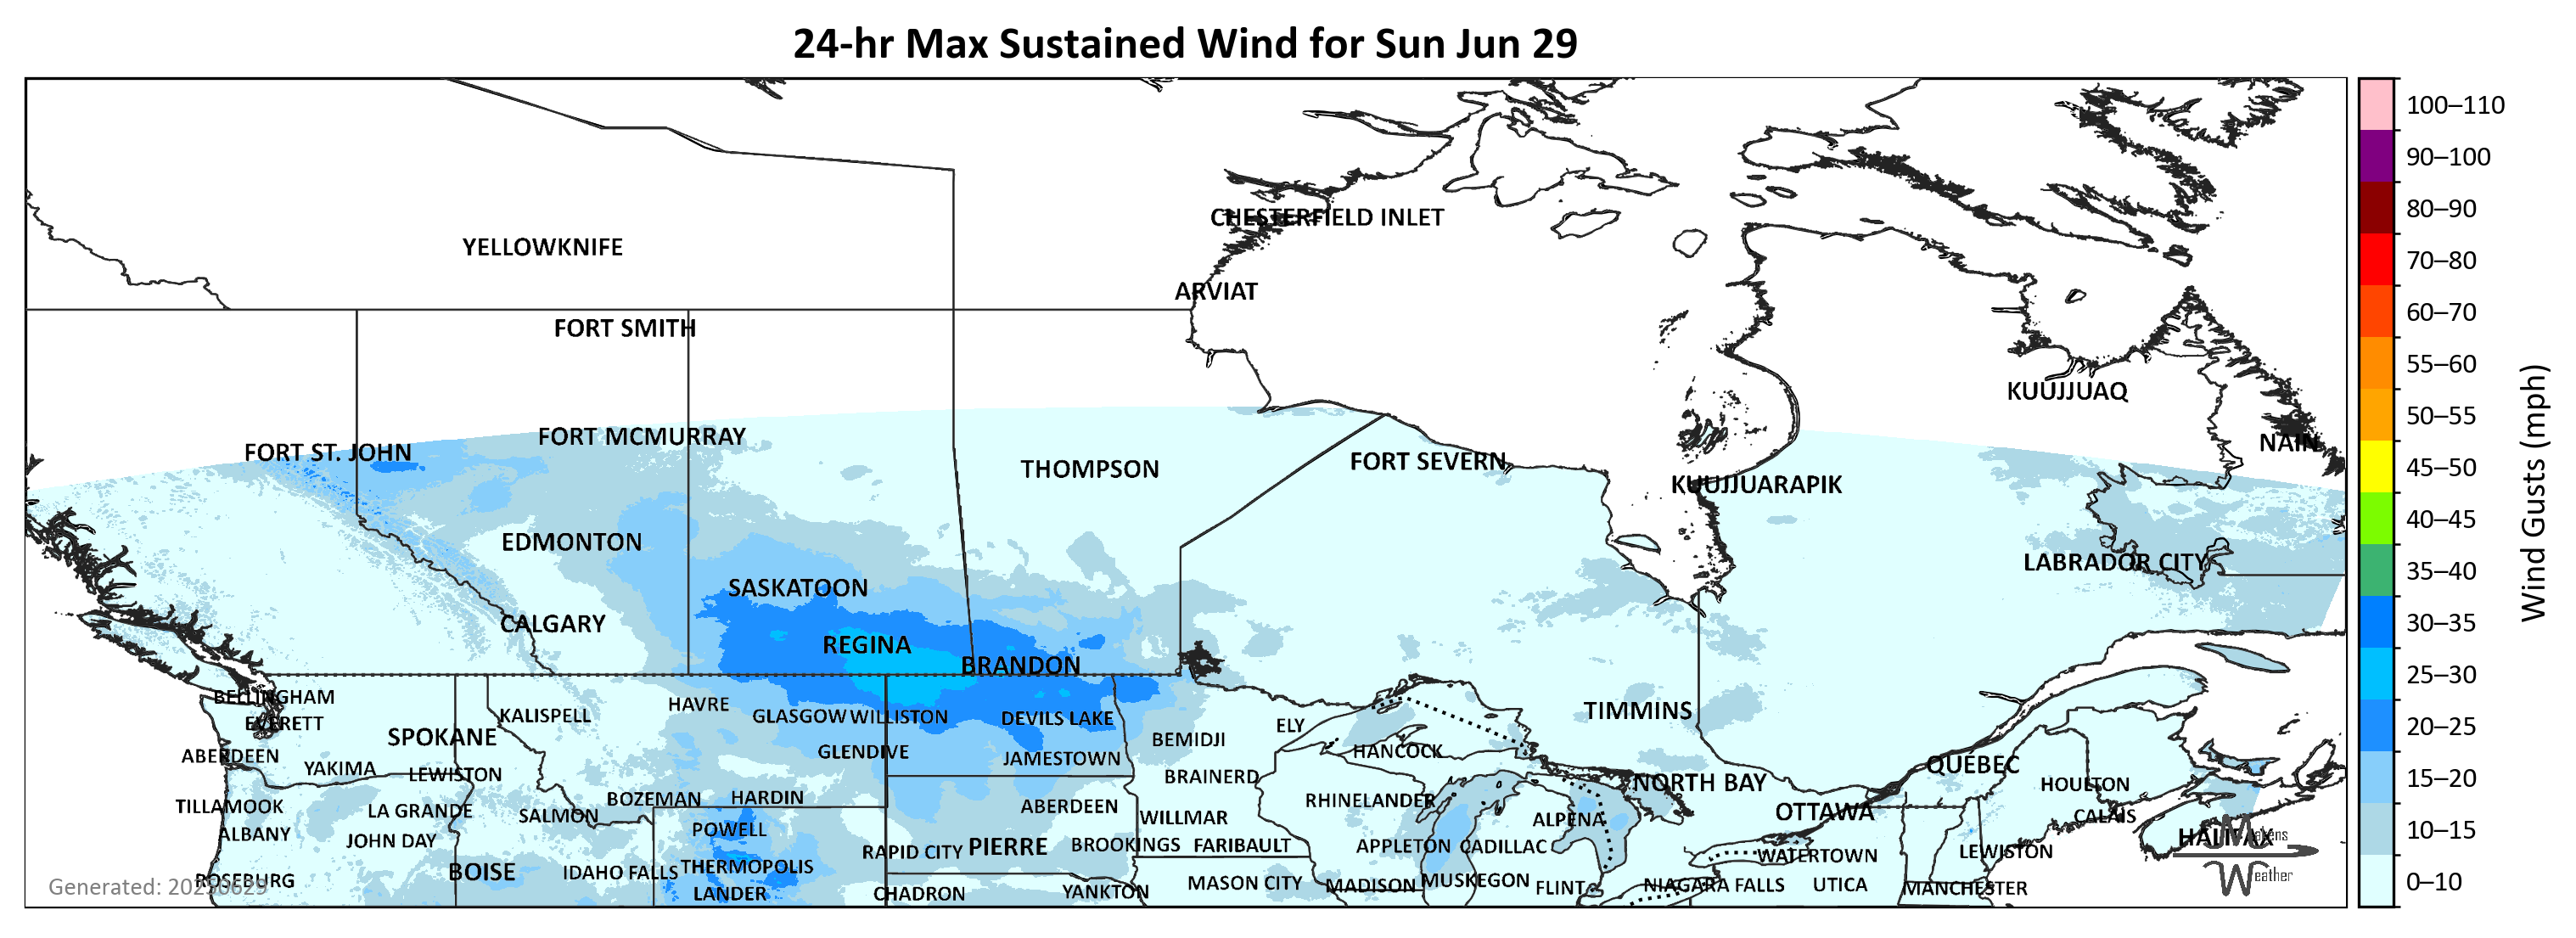 24-hr Max Sustained Wind for Sun Jun 29
100–110
90–100
80–90
70–80
60–70
55–60
50–55
45–50
40–45
35–40
30–35
25–30
20–25
15–20
10–15
0–10
Wind Gusts (mph)
CHESTERFIELD INLET
YELLOWKNIFE
ARVIAT
FORT SMITH
KUUJJUAQ
FORT MCMURRAY
NAIN
FORT ST. JOHN
FORT SEVERN
THOMPSON
KUUJJUARAPIK
EDMONTON
LABRADOR CITY
SASKATOON
CALGARY
REGINA
BRANDON
BELLINGHAM
HAVRE
TIMMINS
KALISPELL
GLASGOW WILLISTON
DEVILS LAKE
EVERETT
ELY
SPOKANE
BEMIDJI
HANCOCK
ABERDEEN
GLENDIVE
JAMESTOWN
QUÉBEC
YAKIMA
LEWISTON
BRAINERD
NORTH BAY
HOULTON
BOZEMAN
HARDIN
RHINELANDER
TILLAMOOK
LA GRANDE
SALMON
ABERDEEN
WILLMAR
ALPENA
OTTAWA
CALAIS
ALBANY
JOHN DAY
POWELL
HALIFAX
Makens
RAPID CITY
PIERRE
BROOKINGS
FARIBAULT
APPLETON
CADILLAC
WATERTOWN
LEWISTON
BOISE
IDAHO FALLS
THERMOPOLIS
Weather
Generated: 20250629
ROSEBURG
LANDER
CHADRON
YANKTON
MASON CITY
MADISON
MUSKEGON
FLINT
NIAGARA FALLS
UTICA
MANCHESTER